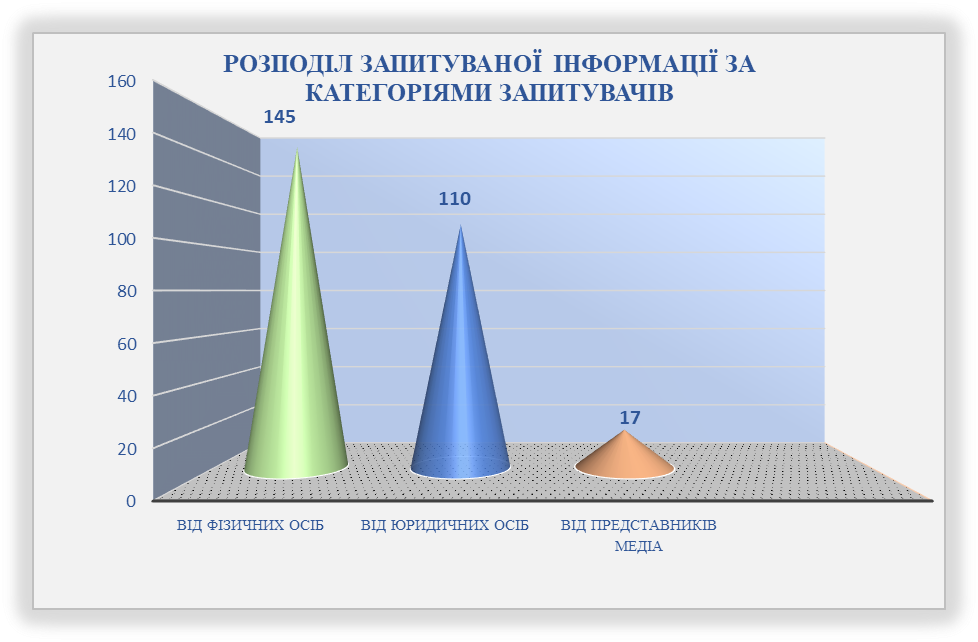 РОЗПОДІЛ ЗАПИТУВАНОЇ ІНФОРМАЦІЇ ЗА
КАТЕГОРІЯМИ ЗАПИТУВАЧІВ
160
140
120
100
80
60
40
20
0
145
110
17
ВІД ФІЗИЧНИХ ОСІБ
ВІД ЮРИДИЧНИХ ОСІБ
ВІД ПРЕДСТАВНИКІВ
МЕДІА